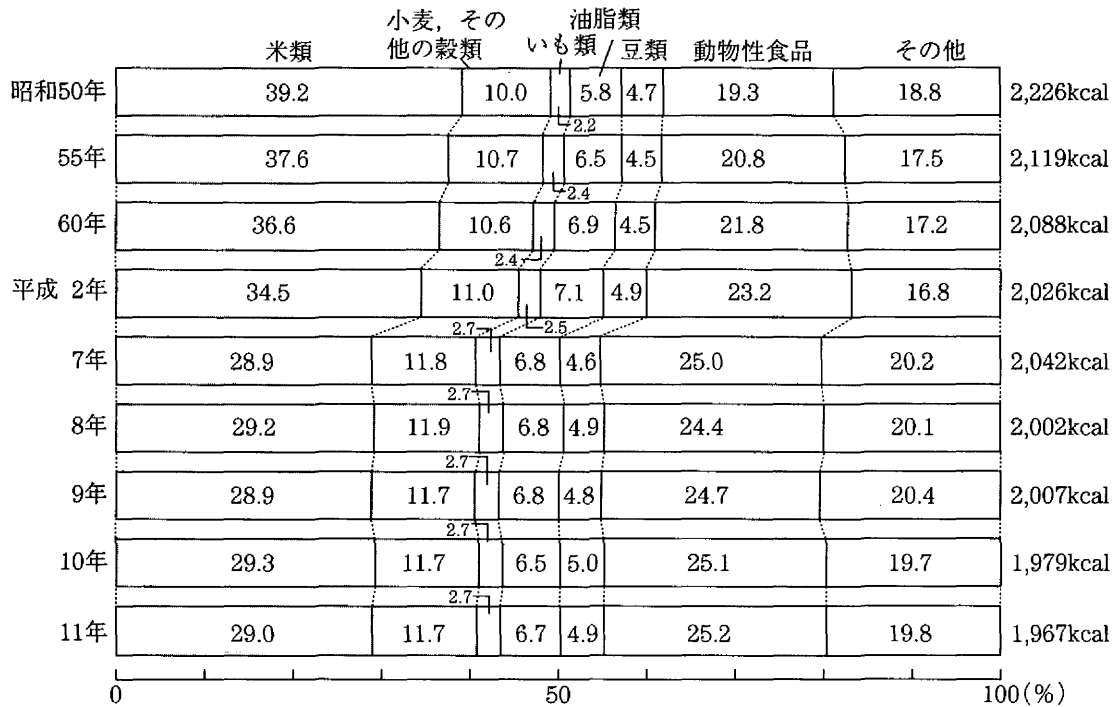 小麦，その 油脂類
米類 他の穀類 いも類 豆類 動物性食品 その他
昭和50年 39.2 10.0 5.8 4.7 19.3 18.8 2,226kcal
2.2
55年 37.6 10.7 6.5 4.5 20.8 17.5 2,119kcal
2.4
60年 36.6 10.6 6.9 4.5 21.8 17.2 2,088kcal
2.4
平成 2年 34.5 11.0 7.1 4.9 23.2 16.8 2,026kcal
2.7 2.5
7年 28.9 11.8 6.8 4.6 25.0 20.2 2,042kcal
2.7
8年 29.2 11.9 6.8 4.9 24.4 20.1 2,002kcal
2.7
9年 28.9 11.7 6.8 4.8 24.7 20.4 2,007kcal
2.7
10年 29.3 11.7 6.5 5.0 25.1 19.7 1,979kcal
2.7
11年 29.0 11.7 6.7 4.9 25.2 19.8 1,967kcal
0 50 100(%)